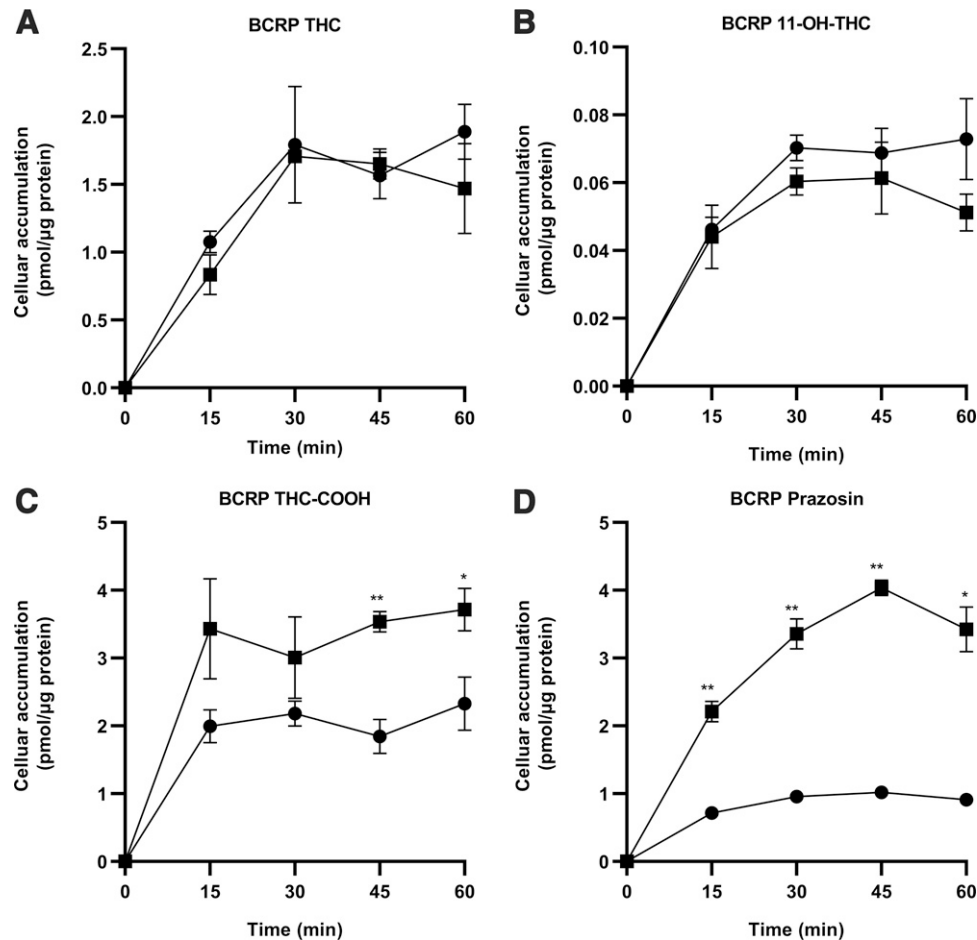 A
BCRP THC
Celluar accumulation
(pmol/μg protein)
2.5
2.0
1.5
1.0
0.5
0.0
0 15 30 45 60
Time (min)
B
BCRP 11-OH-THC
Celluar accumulation
(pmol/μg protein)
0.10
0.08
0.06
0.04
0.02
0.00
0 15 30 45 60
Time (min)
C
BCRP THC-COOH
Celluar accumulation
(pmol/μg protein)
5
4
3
2
1
0
** *
0 15 30 45 60
Time (min)
D
BCRP Prazosin
Celluar accumulation
(pmol/μg protein)
5
4
3
2
1
0
** ** ** *
0 15 30 45 60
Time (min)